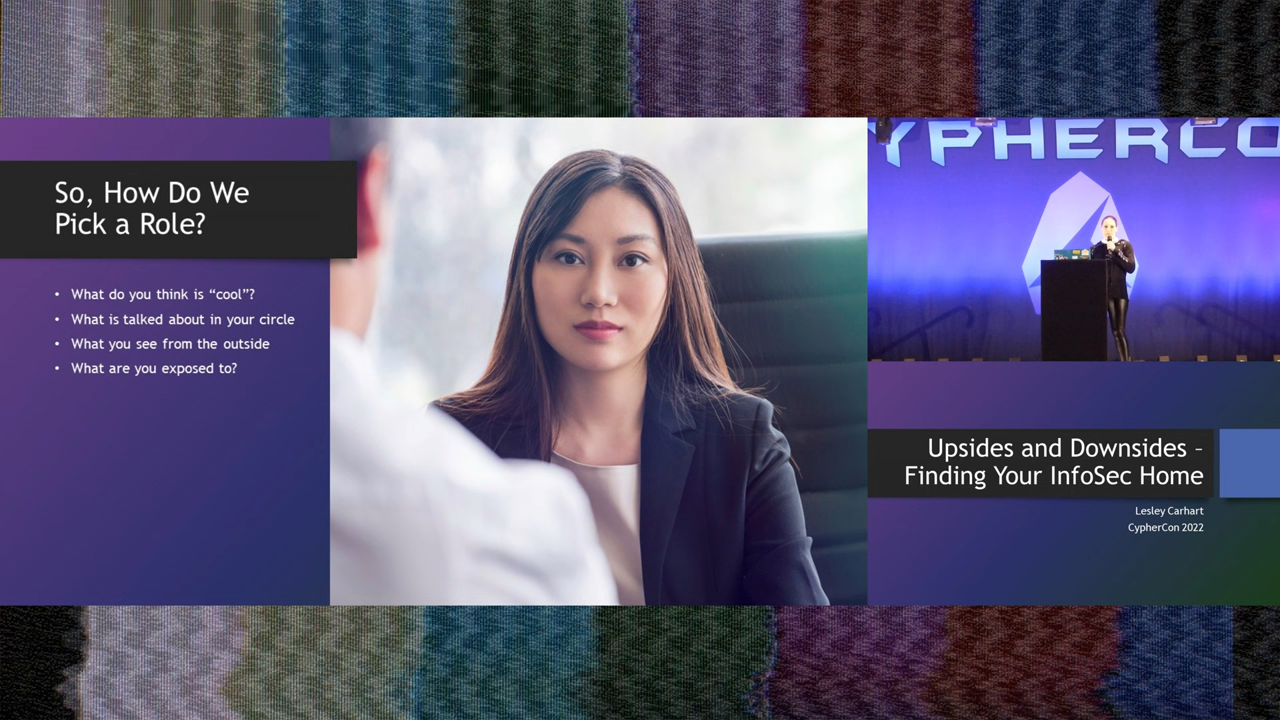 So, How Do We
Pick a Role?
• What do you think is “cool”?
• What is talked about in your circle
• What you see from the outside
• What are you exposed to?
YPHERCO
Upsides and Downsides –
Finding Your InfoSec Home
Lesley Carhart
CypherCon 2022